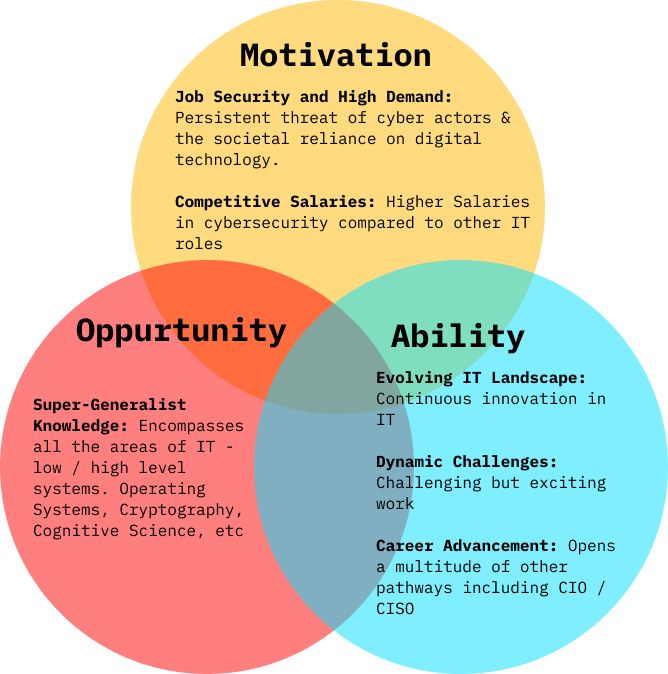 Motivation
Job Security and High Demand:
Persistent threat of cyber actors &
the societal reliance on digital
technology.
Competitive Salaries: Higher Salaries
in cybersecurity compared to other IT
roles
Oppurtunity
Super-Generalist
Knowledge: Encompasses
all the areas of IT -
low / high level
systems. Operating
Systems, Cryptography,
Cognitive Science, etc
Ability
Evolving IT Landscape:
Continuous innovation in
IT
Dynamic Challenges:
Challenging but exciting
work
Career Advancement: Opens
a multitude of other
pathways including CIO /
CISO